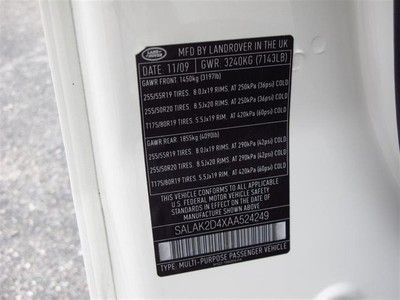 LAND ROVER
MFD BY LANDROVER IN THE UK
DATE: 11/09 GWR: 3240KG (7143LB)
GAWR FRONT: 1450kg (3197lb)
255/55R19 TIRES. 8.0Jx19 RIMS. AT 250kPa (36psi) COLD
255/50R20 TIRES. 8.5Jx20 RIMS. AT 250kPa (36psi) COLD
T175/80R19 TIRES. 5.5Jx19 RIM. AT 420kPa (60psi) COLD
GAWR REAR: 1855kg (4090lb)
255/55R19 TIRES. 8.0Jx19 RIMS. AT 290kPa (42psi) COLD
255/50R20 TIRES. 8.5Jx20 RIMS. AT 290kPa (42psi) COLD
T175/80R19 TIRES. 5.5Jx19 RIM. AT 420kPa (60psi) COLD
THIS VEHICLE CONFORMS TO ALL APPLICABLE
U.S. FEDERAL MOTOR VEHICLE SAFETY
STANDARDS IN EFFECT ON THE DATE OF
MANUFACTURE SHOWN ABOVE.
SALAK2D4XAA524249
TYPE: MULTI-PURPOSE PASSENGER VEHICLE